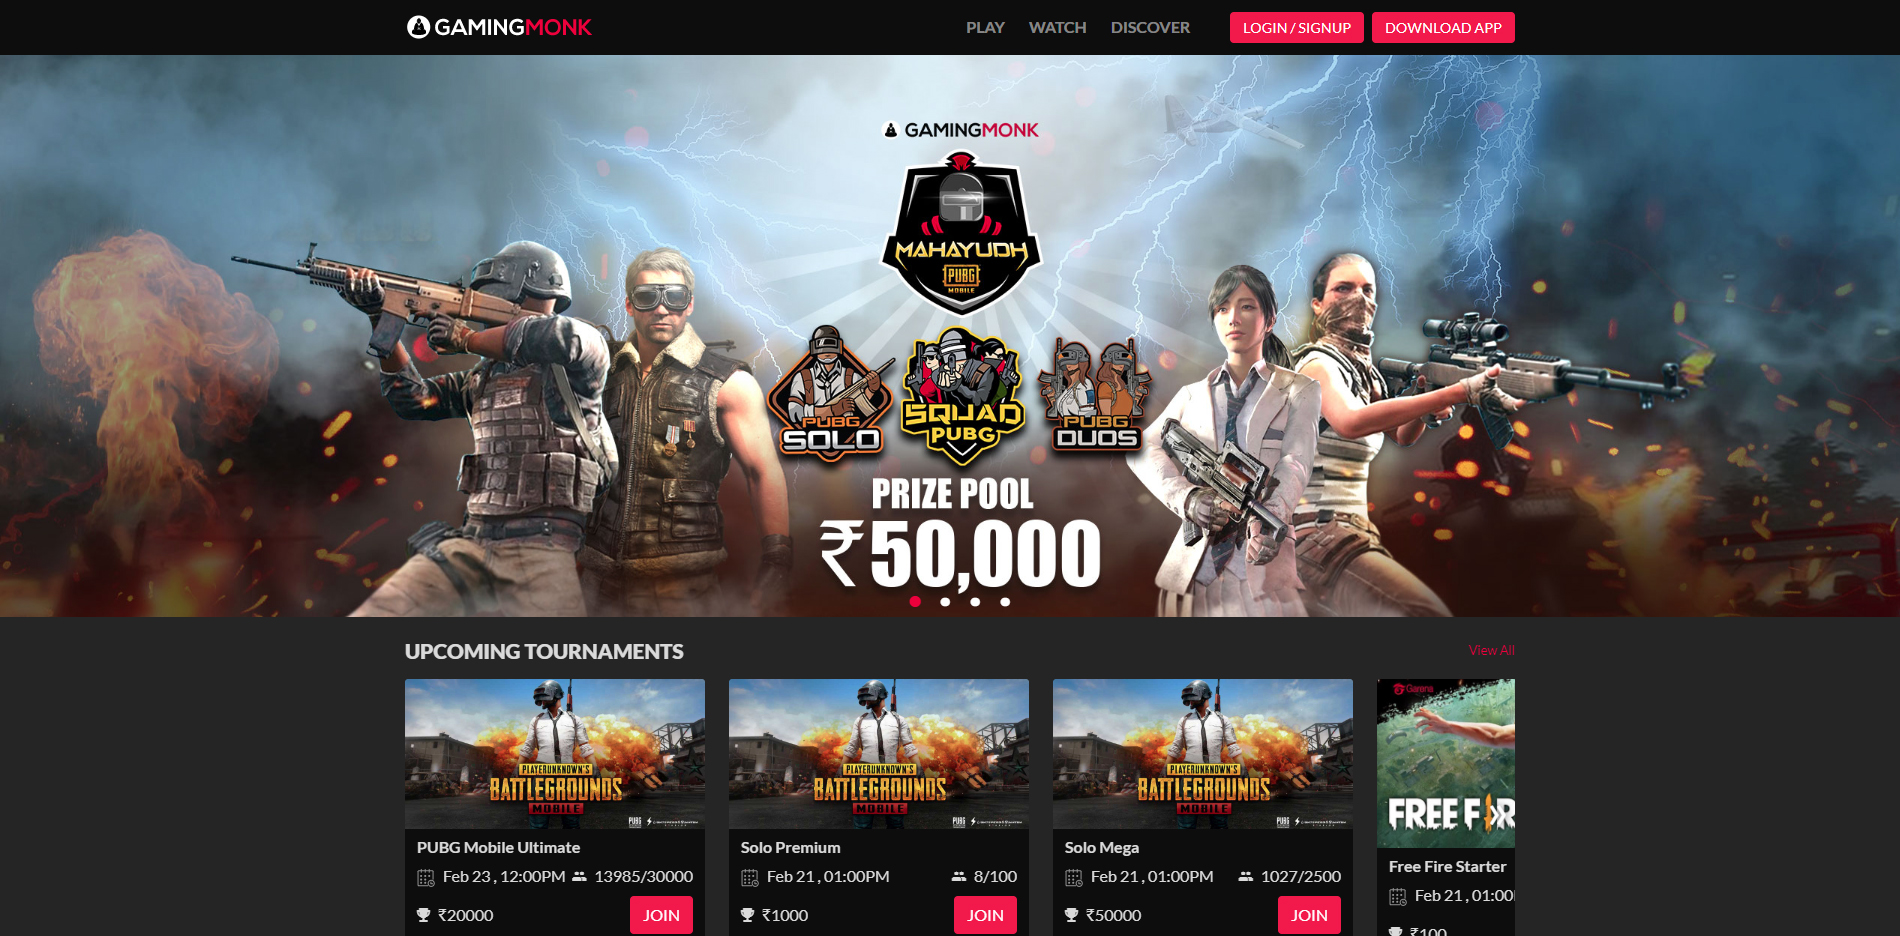 GAMINGMONK
PLAY
WATCH
DISCOVER
LOGIN / SIGNUP
DOWNLOAD APP
GAMINGMONK
MAHAYUDH
PUBG
MOBILE
PUBG
SOLO
SQUAD
PUBG
PUBG
DUOS
PRIZE POOL
₹50,000
UPCOMING TOURNAMENTS
View All
PLAYERUNKNOWN'S
BATTLEGROUNDS
MOBILE
PUBG
PUBG Mobile Ultimate
Feb 23 , 12:00PM
13985/30000
₹20000
JOIN
PLAYERUNKNOWN'S
BATTLEGROUNDS
MOBILE
PUBG
Solo Premium
Feb 21 , 01:00PM
8/100
₹1000
JOIN
PLAYERUNKNOWN'S
BATTLEGROUNDS
MOBILE
PUBG
Solo Mega
Feb 21 , 01:00PM
1027/2500
₹50000
JOIN
Garena
FREE FIR
Free Fire Starter
Feb 21 , 01:00
₹100